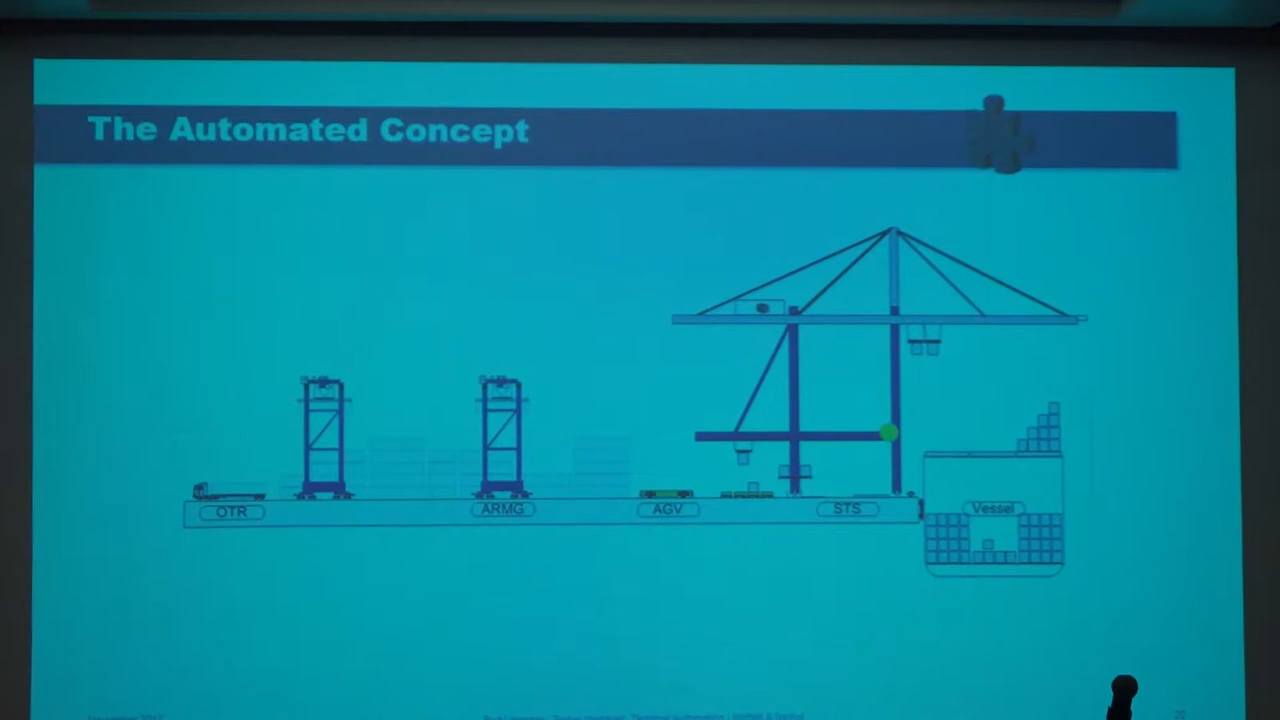 The Automated Concept
OTR
ARMG
AGV
STS
Vessel